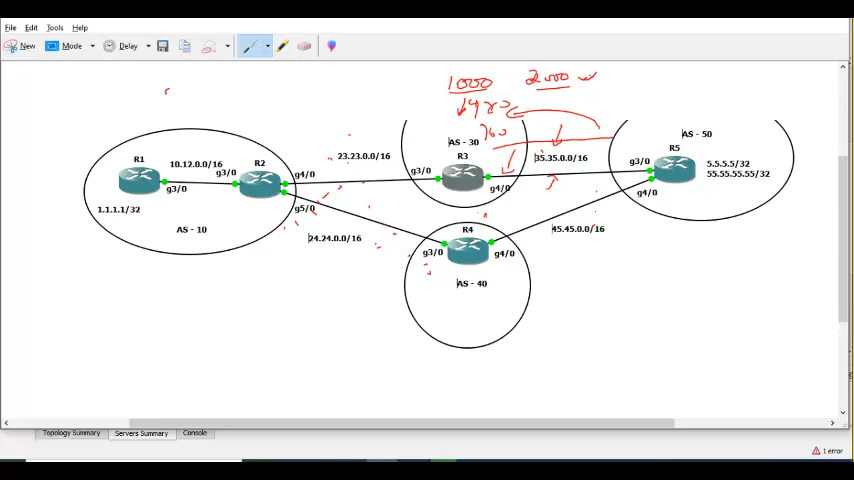 File Edit Tools Help
New Mode Delay
1000 2000
AS - 30
AS - 50
R1 10.12.0.0/16 R2 23.23.0.0/16 R3 35.35.0.0/16 R5
g3/0 g3/0 g4/0 g3/0 g4/0 g3/0 g4/0
5.5.5.5/32
55.55.55.55/32
1.1.1.1/32
g5/0
AS - 10
24.24.0.0/16
R4
45.45.0.0/16
g3/0 g4/0
AS - 40
Topology Summary Servers Summary Console
1 error